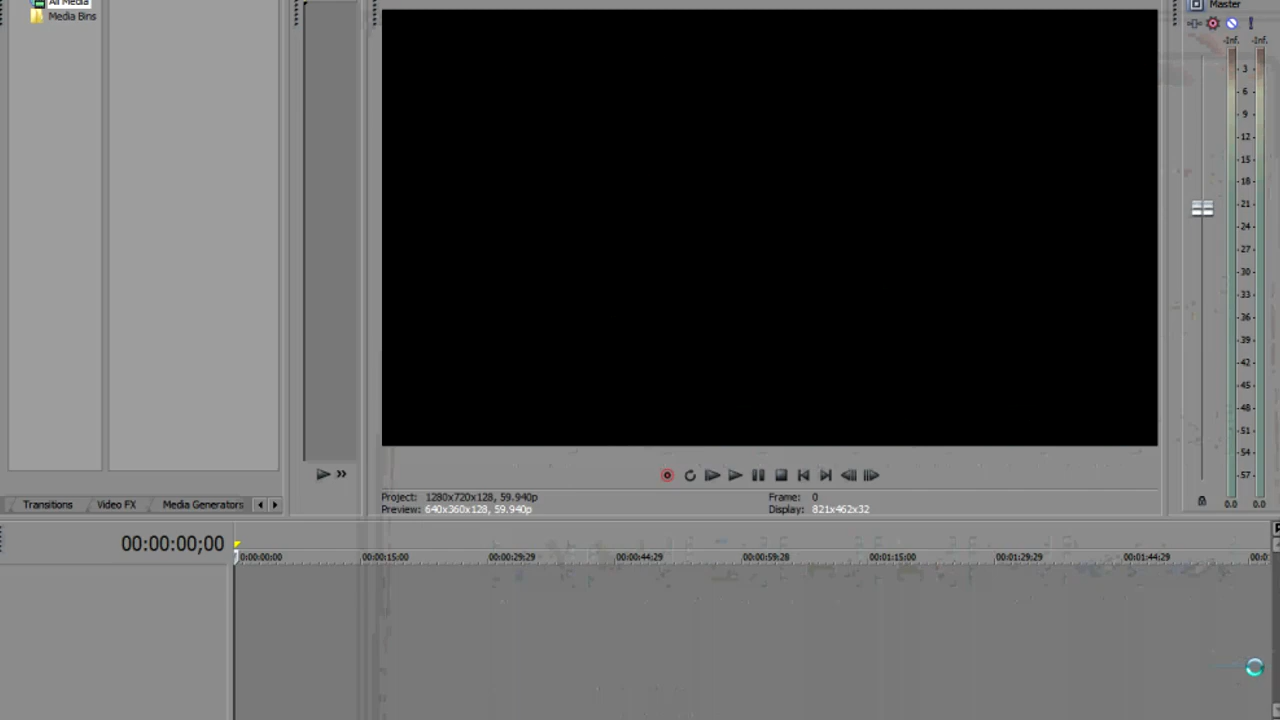 All Media
Media Bins
Master
-Inf. -Inf.
3
6
9
12
15
18
21
24
27
30
33
36
39
42
45
48
51
54
57
0.0 0.0
Transitions Video FX Media Generators
Project: 1280x720x128, 59.940p
Preview: 640x360x128, 59.940p
Frame: 0
Display: 821x462x32
00:00:00;00
0:00:00:00 00:00:15:00 00:00:29:29 00:00:44:29 00:00:59:28 00:01:15:00 00:01:29:29 00:01:44:29 00:0